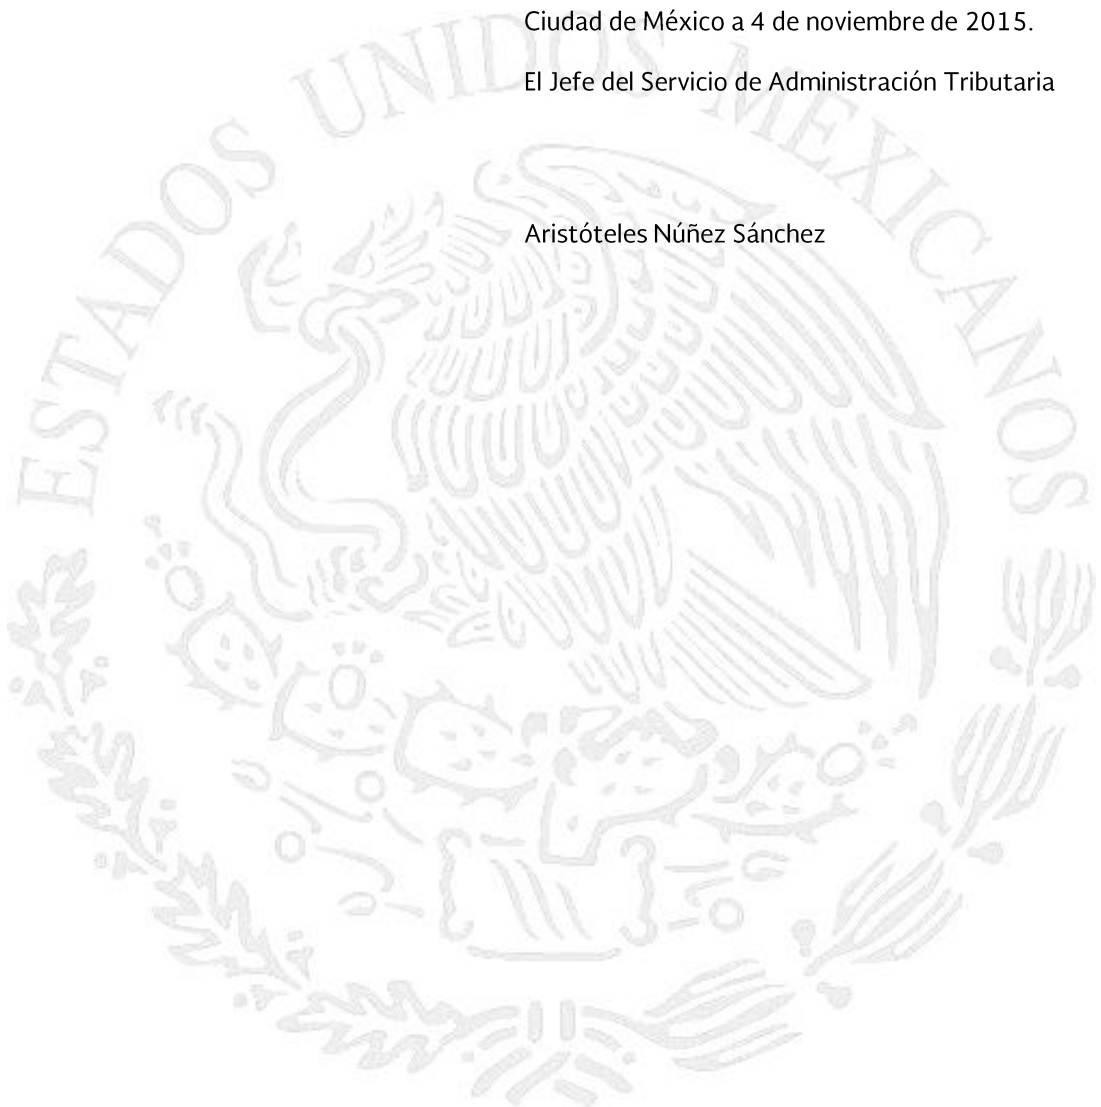 Ciudad de México a 4 de noviembre de 2015.
El Jefe del Servicio de Administración Tributaria
Aristóteles Núñez Sánchez
ESTADOS UNIDOS MEXICANOS